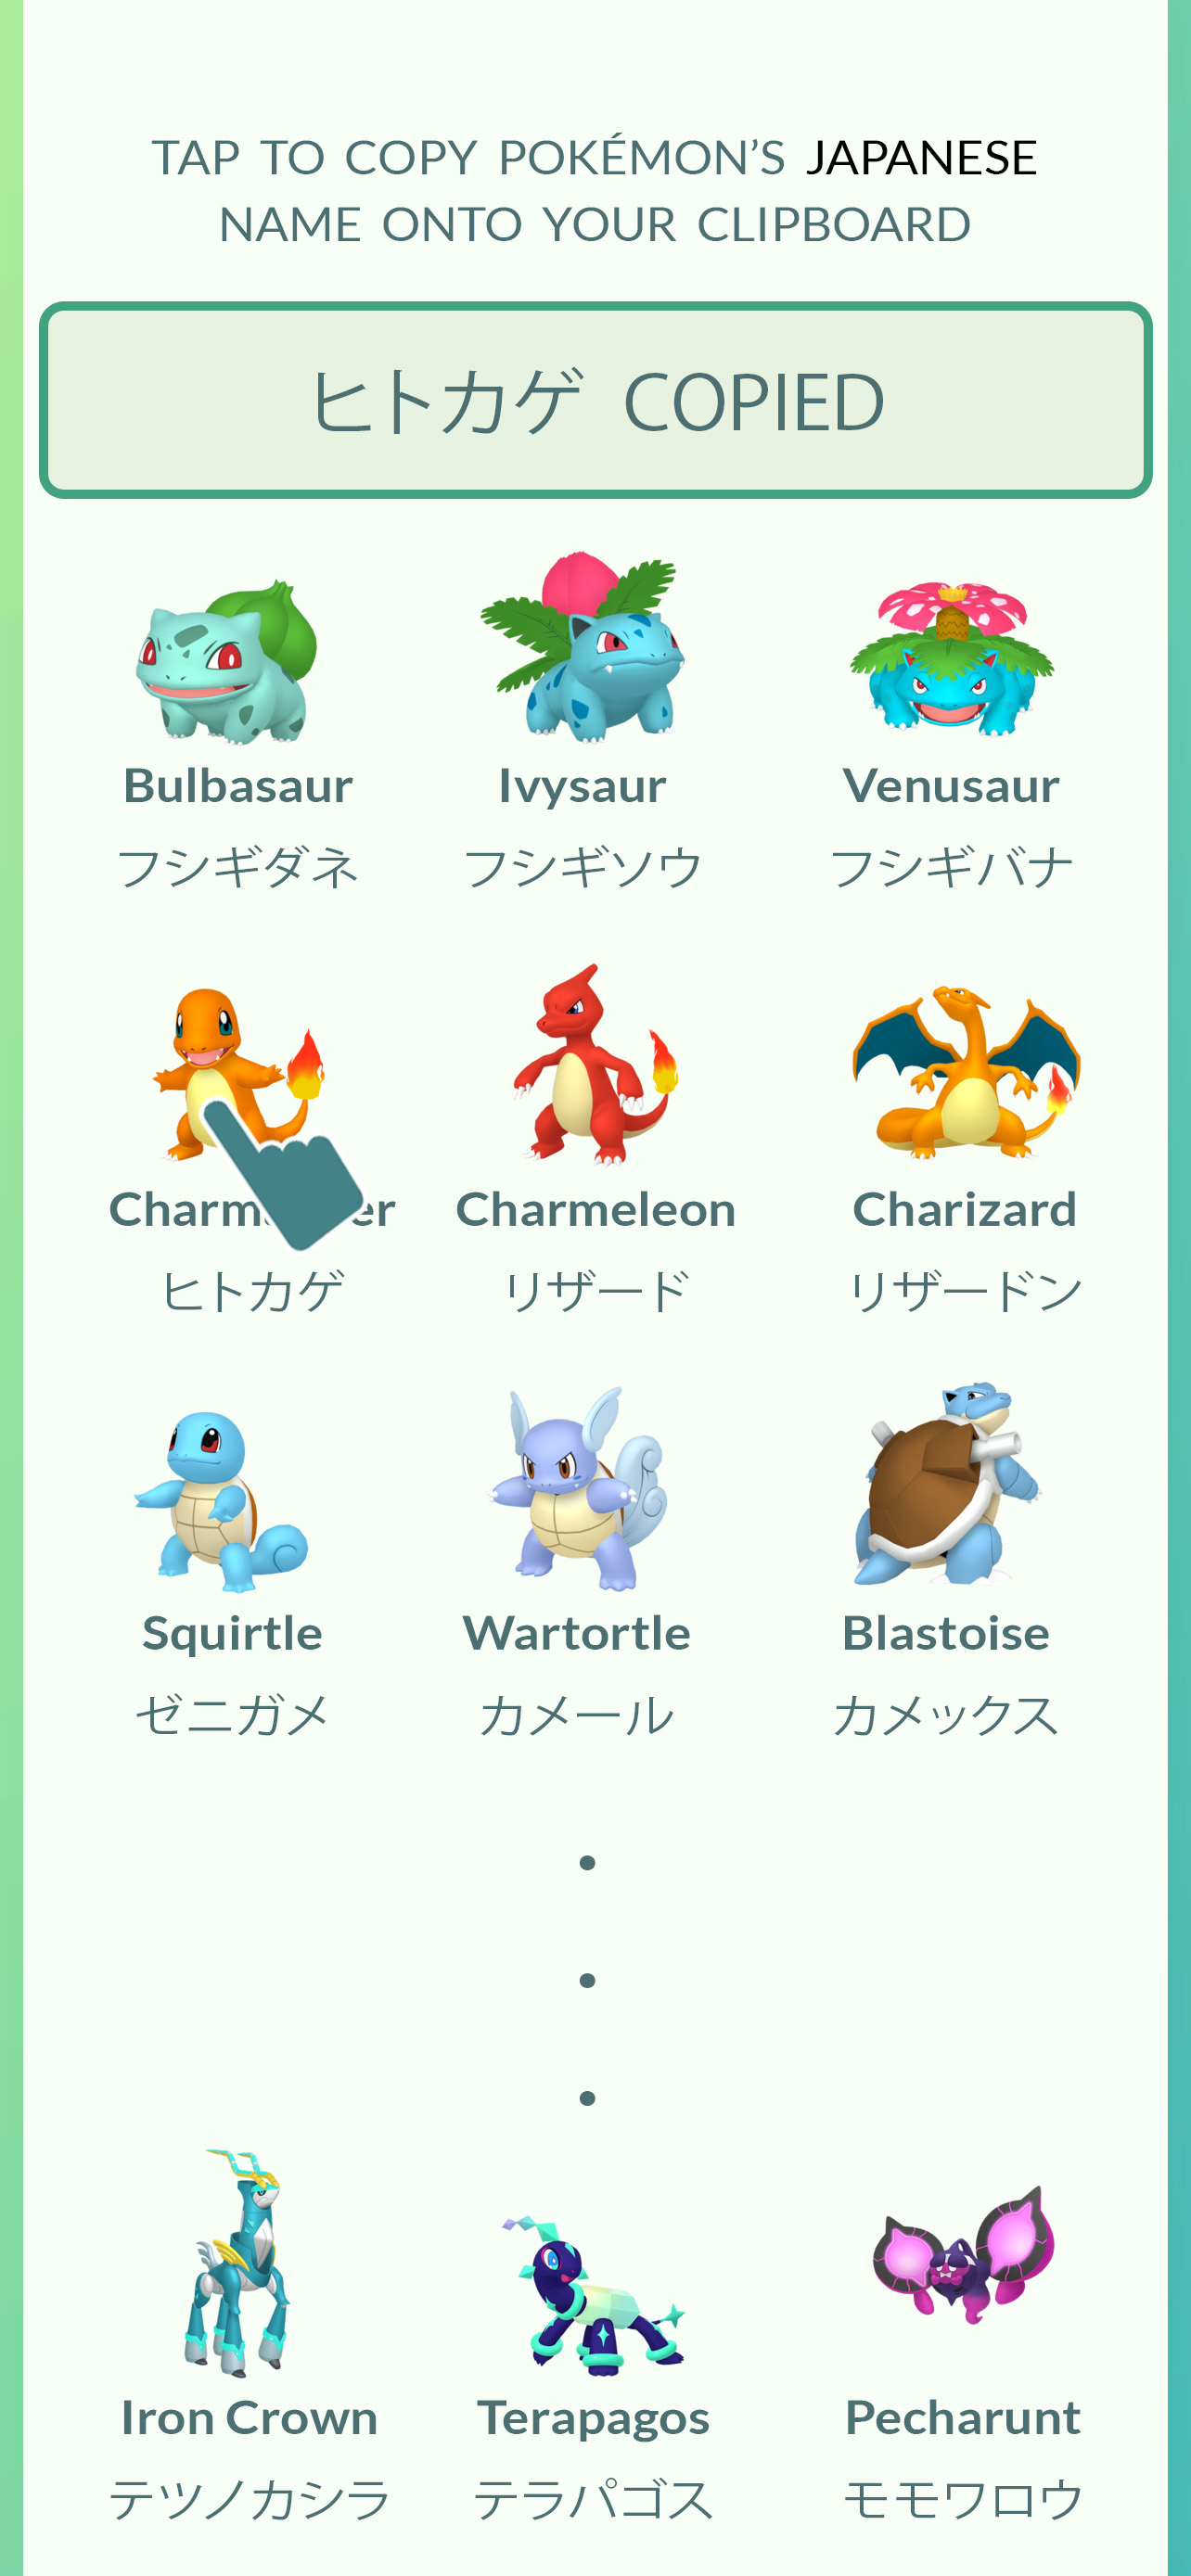 TAP TO COPY POKÉMON'S JAPANESE
NAME ONTO YOUR CLIPBOARD
ヒトカゲ COPIED
Bulbasaur Ivysaur Venusaur
フシギダネ フシギソウ フシギバナ
Charmeleon Charizard
ヒトカゲ リザード リザードン
Squirtle Wartortle Blastoise
ゼニガメ カメール カメックス
Iron Crown Terapagos Pecharunt
テツノカシラ テラパゴス モモワロウ